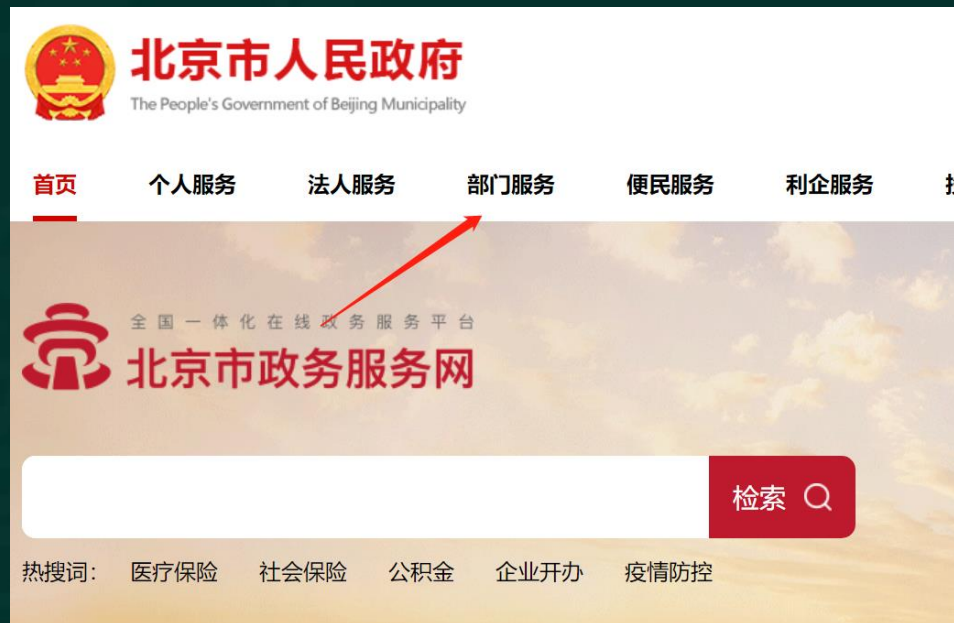 北京市人民政府
The People's Government of Beijing Municipality
首页 个人服务 法人服务 部门服务 便民服务 利企服务
全国一体化在线政务服务平台
北京市政务服务网
检索
热搜词： 医疗保险 社会保险 公积金 企业开办 疫情防控